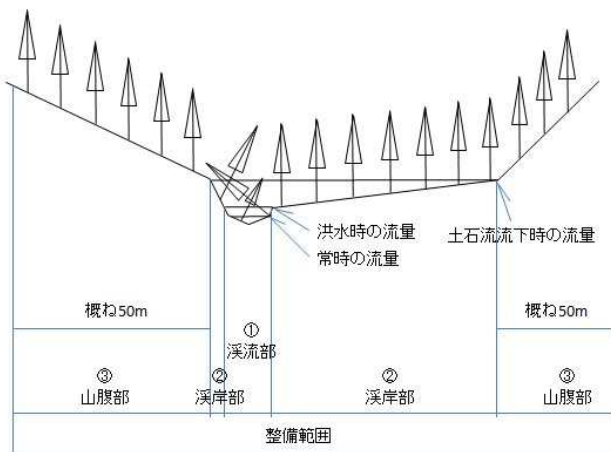 洪水時の流量
常時の流量
土石流流下時の流量
概ね50m
概ね50m
①
渓流部
③
山腹部
②
渓岸部
②
渓岸部
③
山腹部
整備範囲